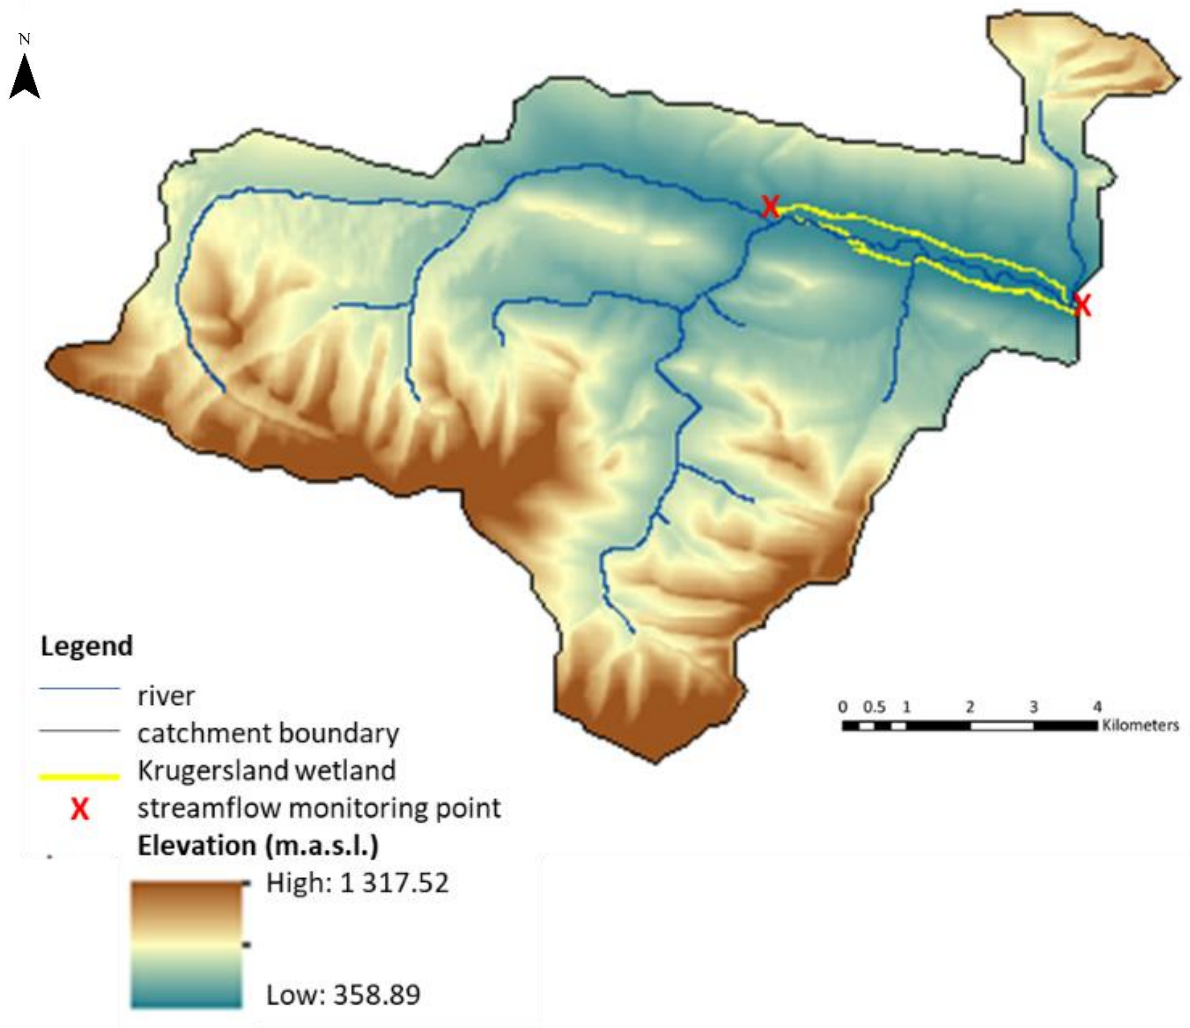 N
Legend
river
catchment boundary
Krugersland wetland
X streamflow monitoring point
Elevation (m.a.s.l.)
High: 1 317.52
Low: 358.89
X
X
0 0.5 1 2 3 4
Kilometers